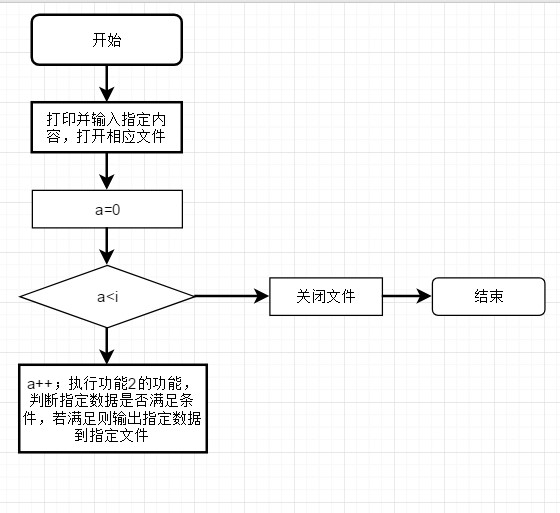 开始
打印并输入指定内
容，打开相应文件
a=0
a<i
关闭文件
结束
a++；执行功能2的功能，
判断指定数据是否满足条
件，若满足则输出指定数据
到指定文件